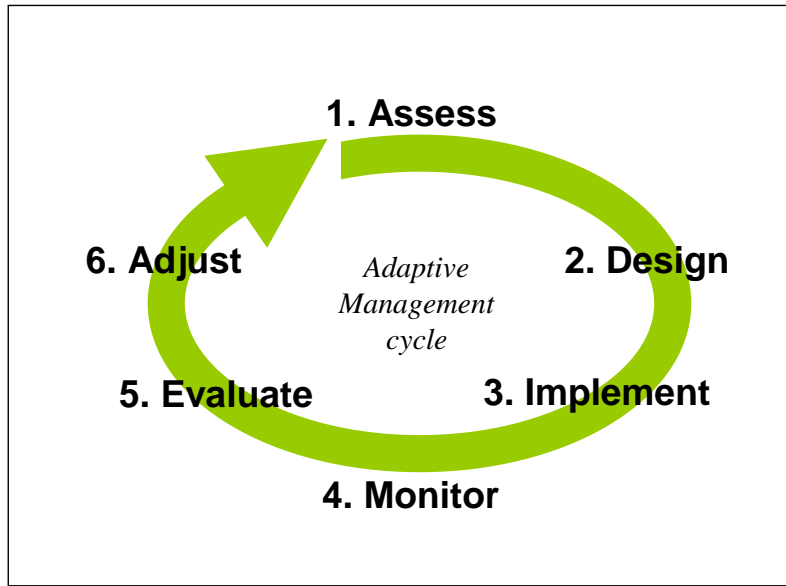 1. Assess
2. Design
3. Implement
4. Monitor
5. Evaluate
6. Adjust
Adaptive
Management
cycle